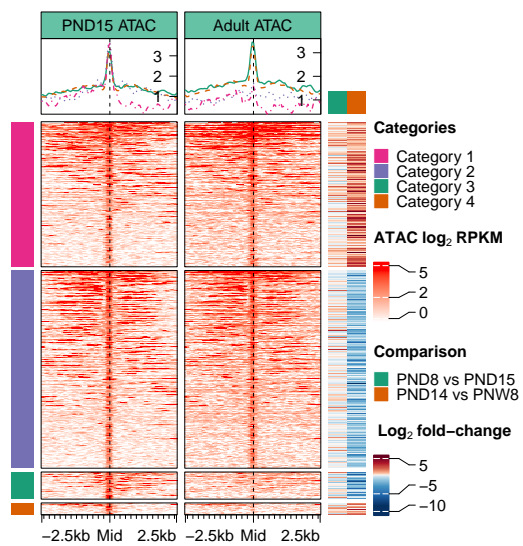 PND15 ATAC
Adult ATAC
3
2
1
3
2
1
Categories
Category 1
Category 2
Category 3
Category 4
ATAC log2 RPKM
5
2
0
Comparison
PND8 vs PND15
PND14 vs PNW8
Log2 fold−change
5
−5
−10
−2.5kb Mid 2.5kb
−2.5kb Mid 2.5kb